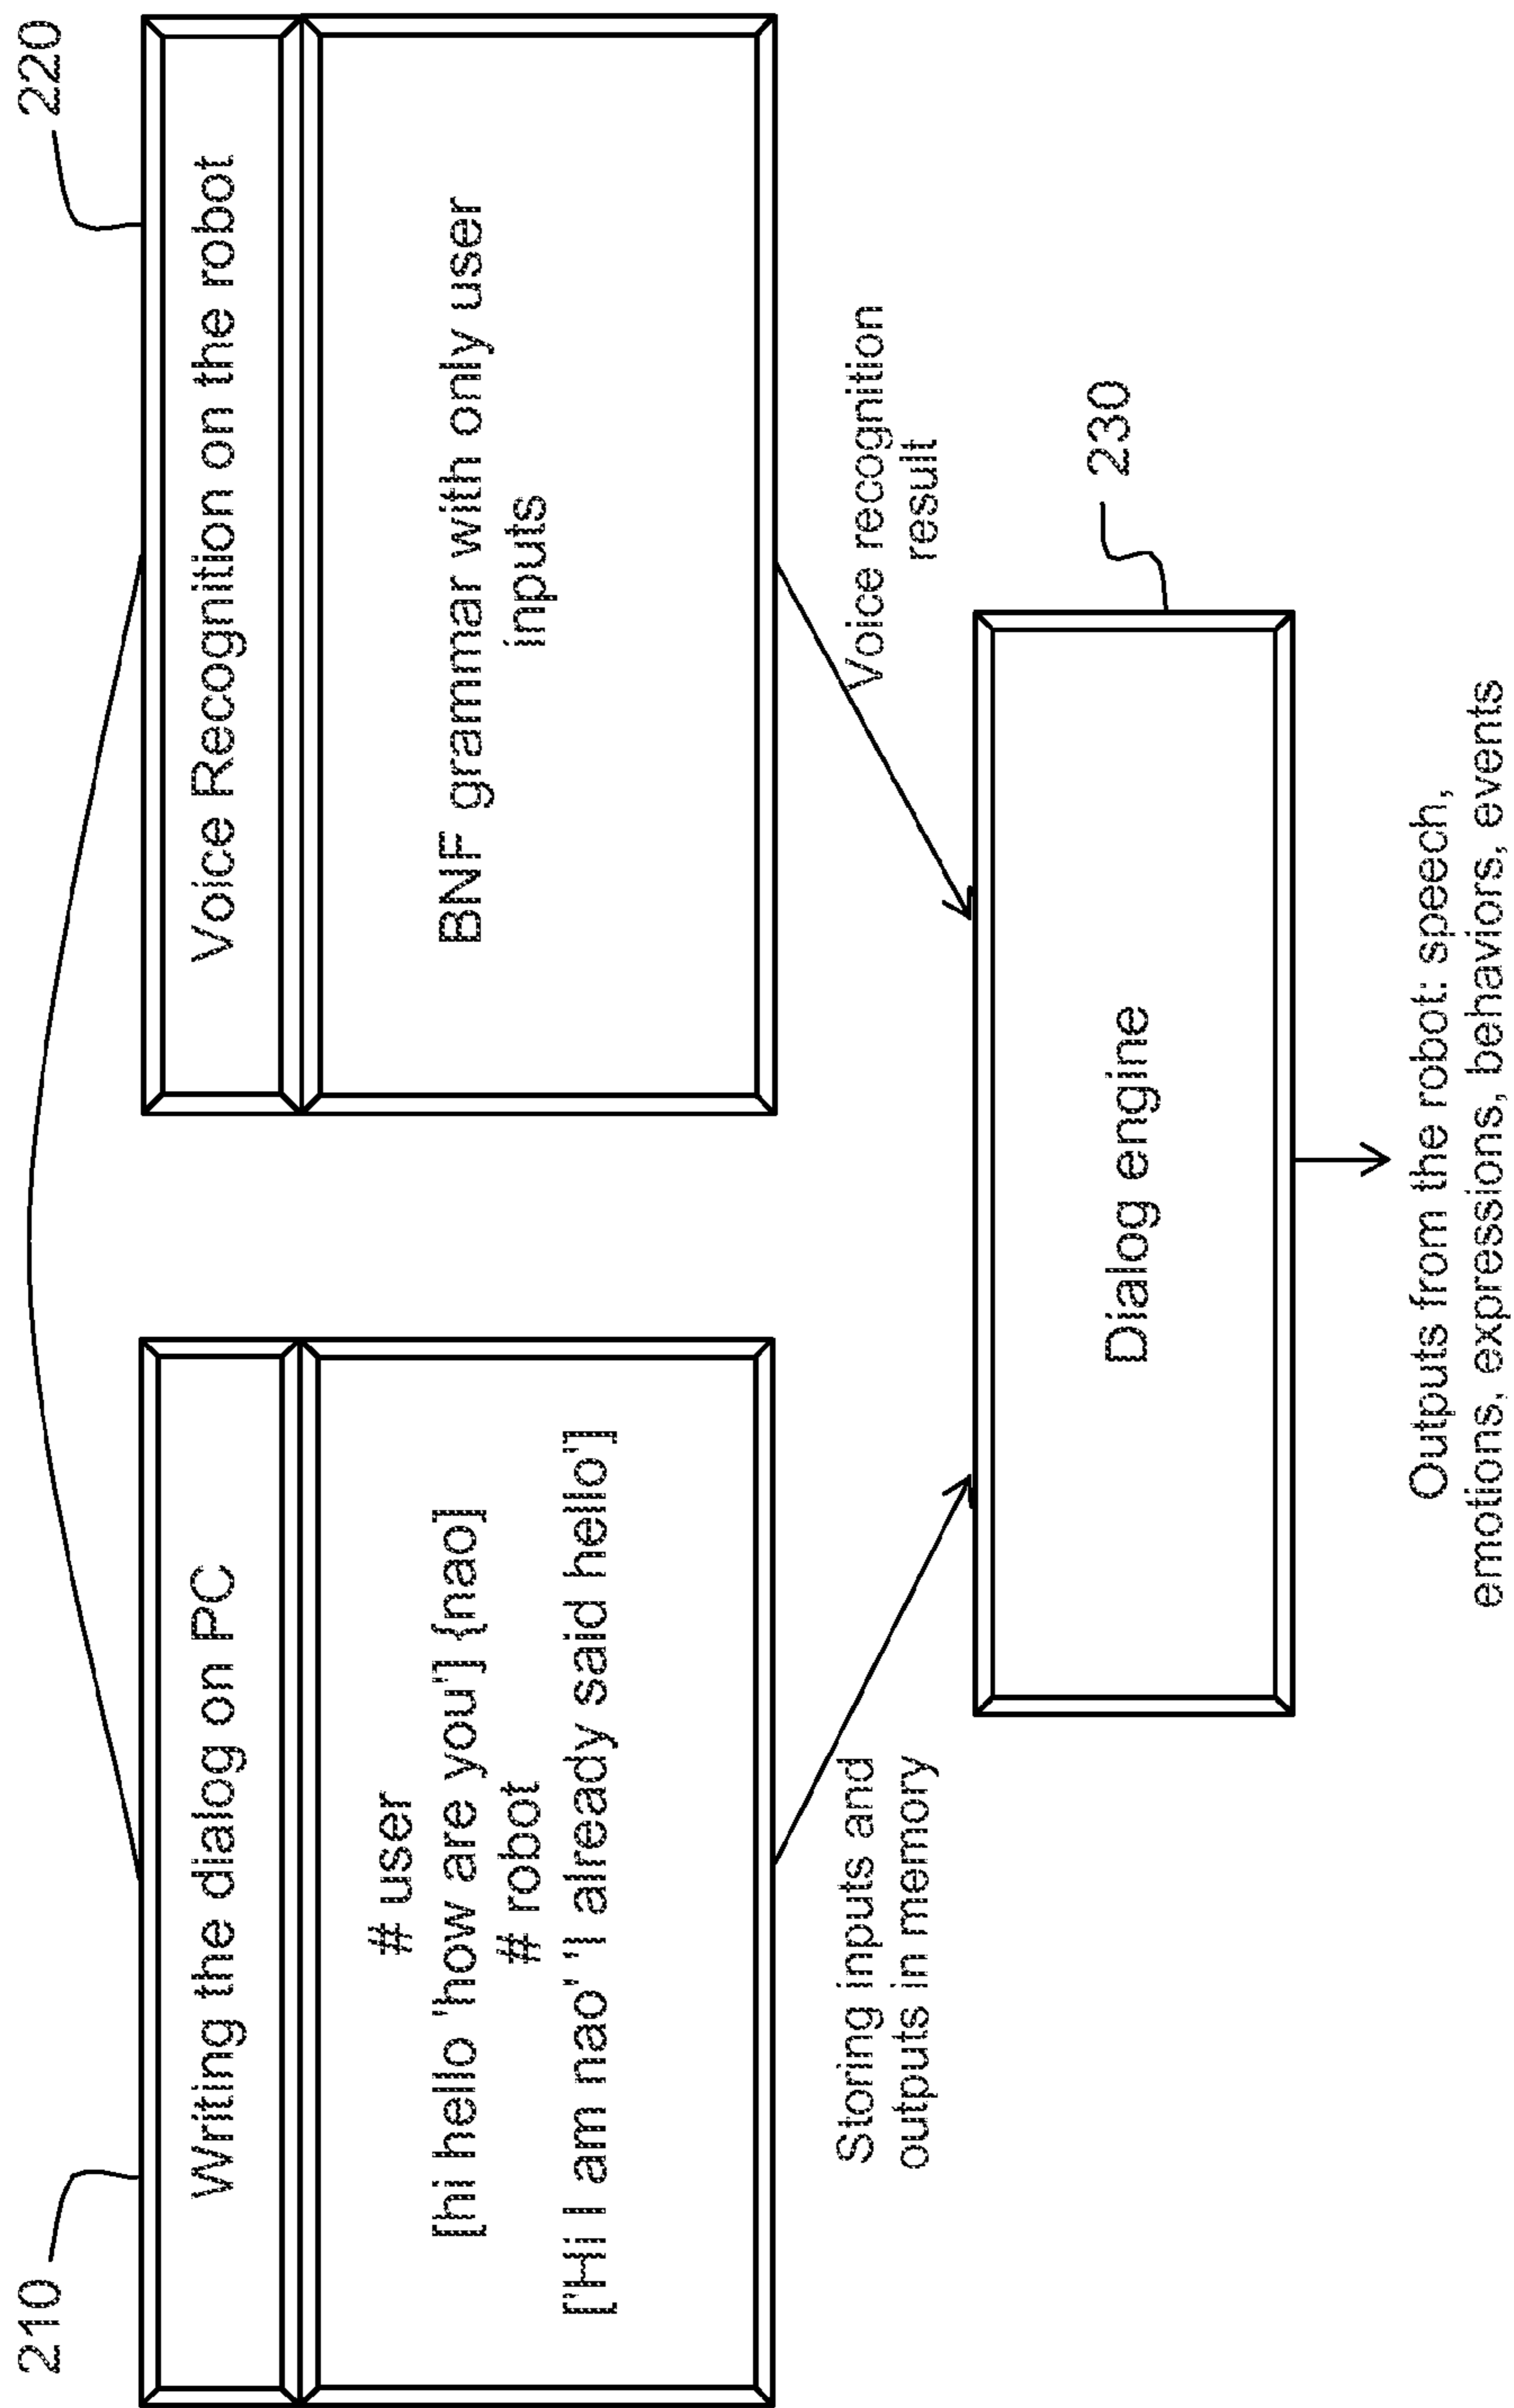 210
Writing the dialog on PC
# user
[hi hello 'how are you'] {nao]
# robot
['Hi I am nao' 'I already said hello']
220
Voice Recognition on the robot
BNF grammar with only user
inputs
Storing inputs and
outputs in memory
Voice recognition
result
Dialog engine
230
Outputs from the robot: speech,
emotions, expressions, behaviors, events